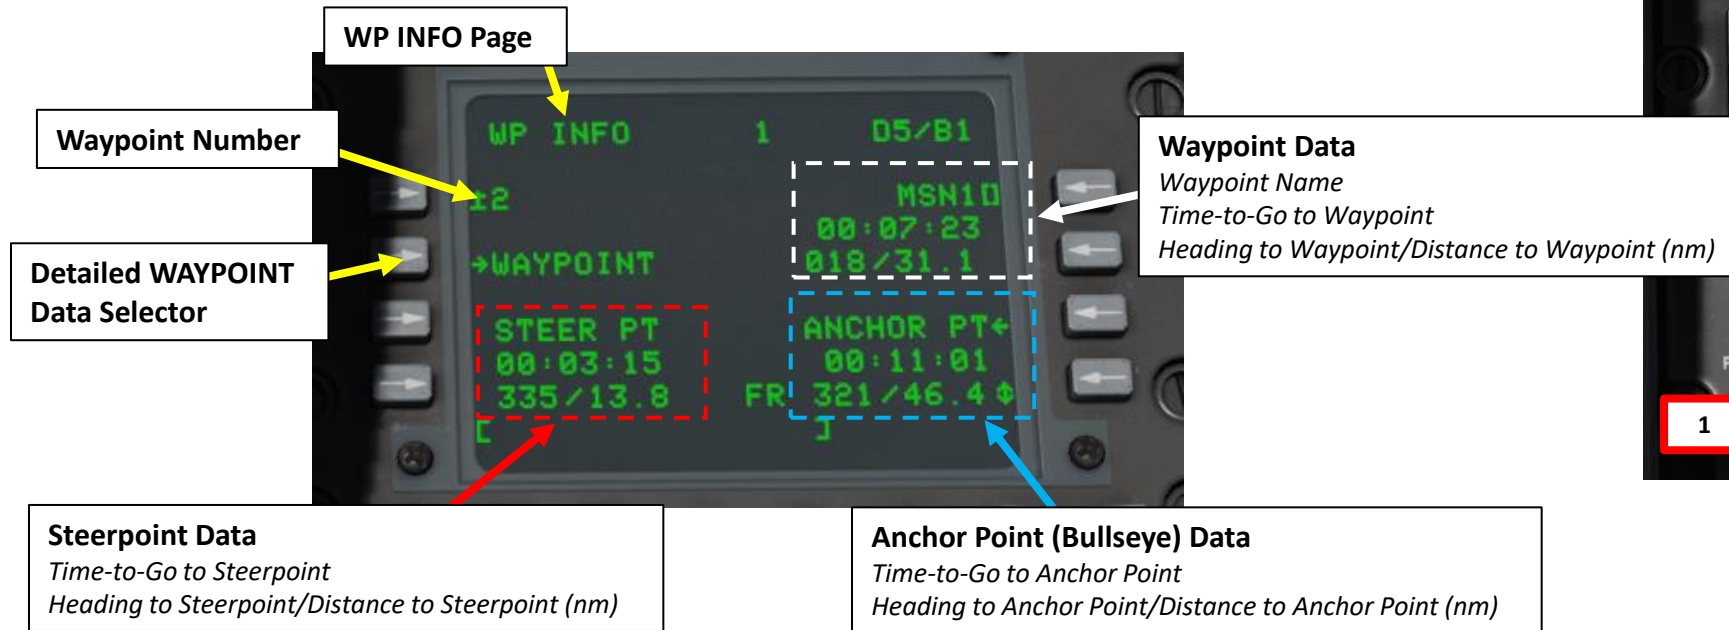 WP INFO Page
Waypoint Number
Detailed WAYPOINT
Data Selector
WP INFO 1 D5/B1
±2 MSN1
00:07:23
→WAYPOINT 018/31.1
STEER PT ANCHOR PT←
00:03:15 00:11:01
335/13.8 FR 321/46.4
[ ]
Waypoint Data
Waypoint Name
Time-to-Go to Waypoint
Heading to Waypoint/Distance to Waypoint (nm)
1
Steerpoint Data
Time-to-Go to Steerpoint
Heading to Steerpoint/Distance to Steerpoint (nm)
Anchor Point (Bullseye) Data
Time-to-Go to Anchor Point
Heading to Anchor Point/Distance to Anchor Point (nm)